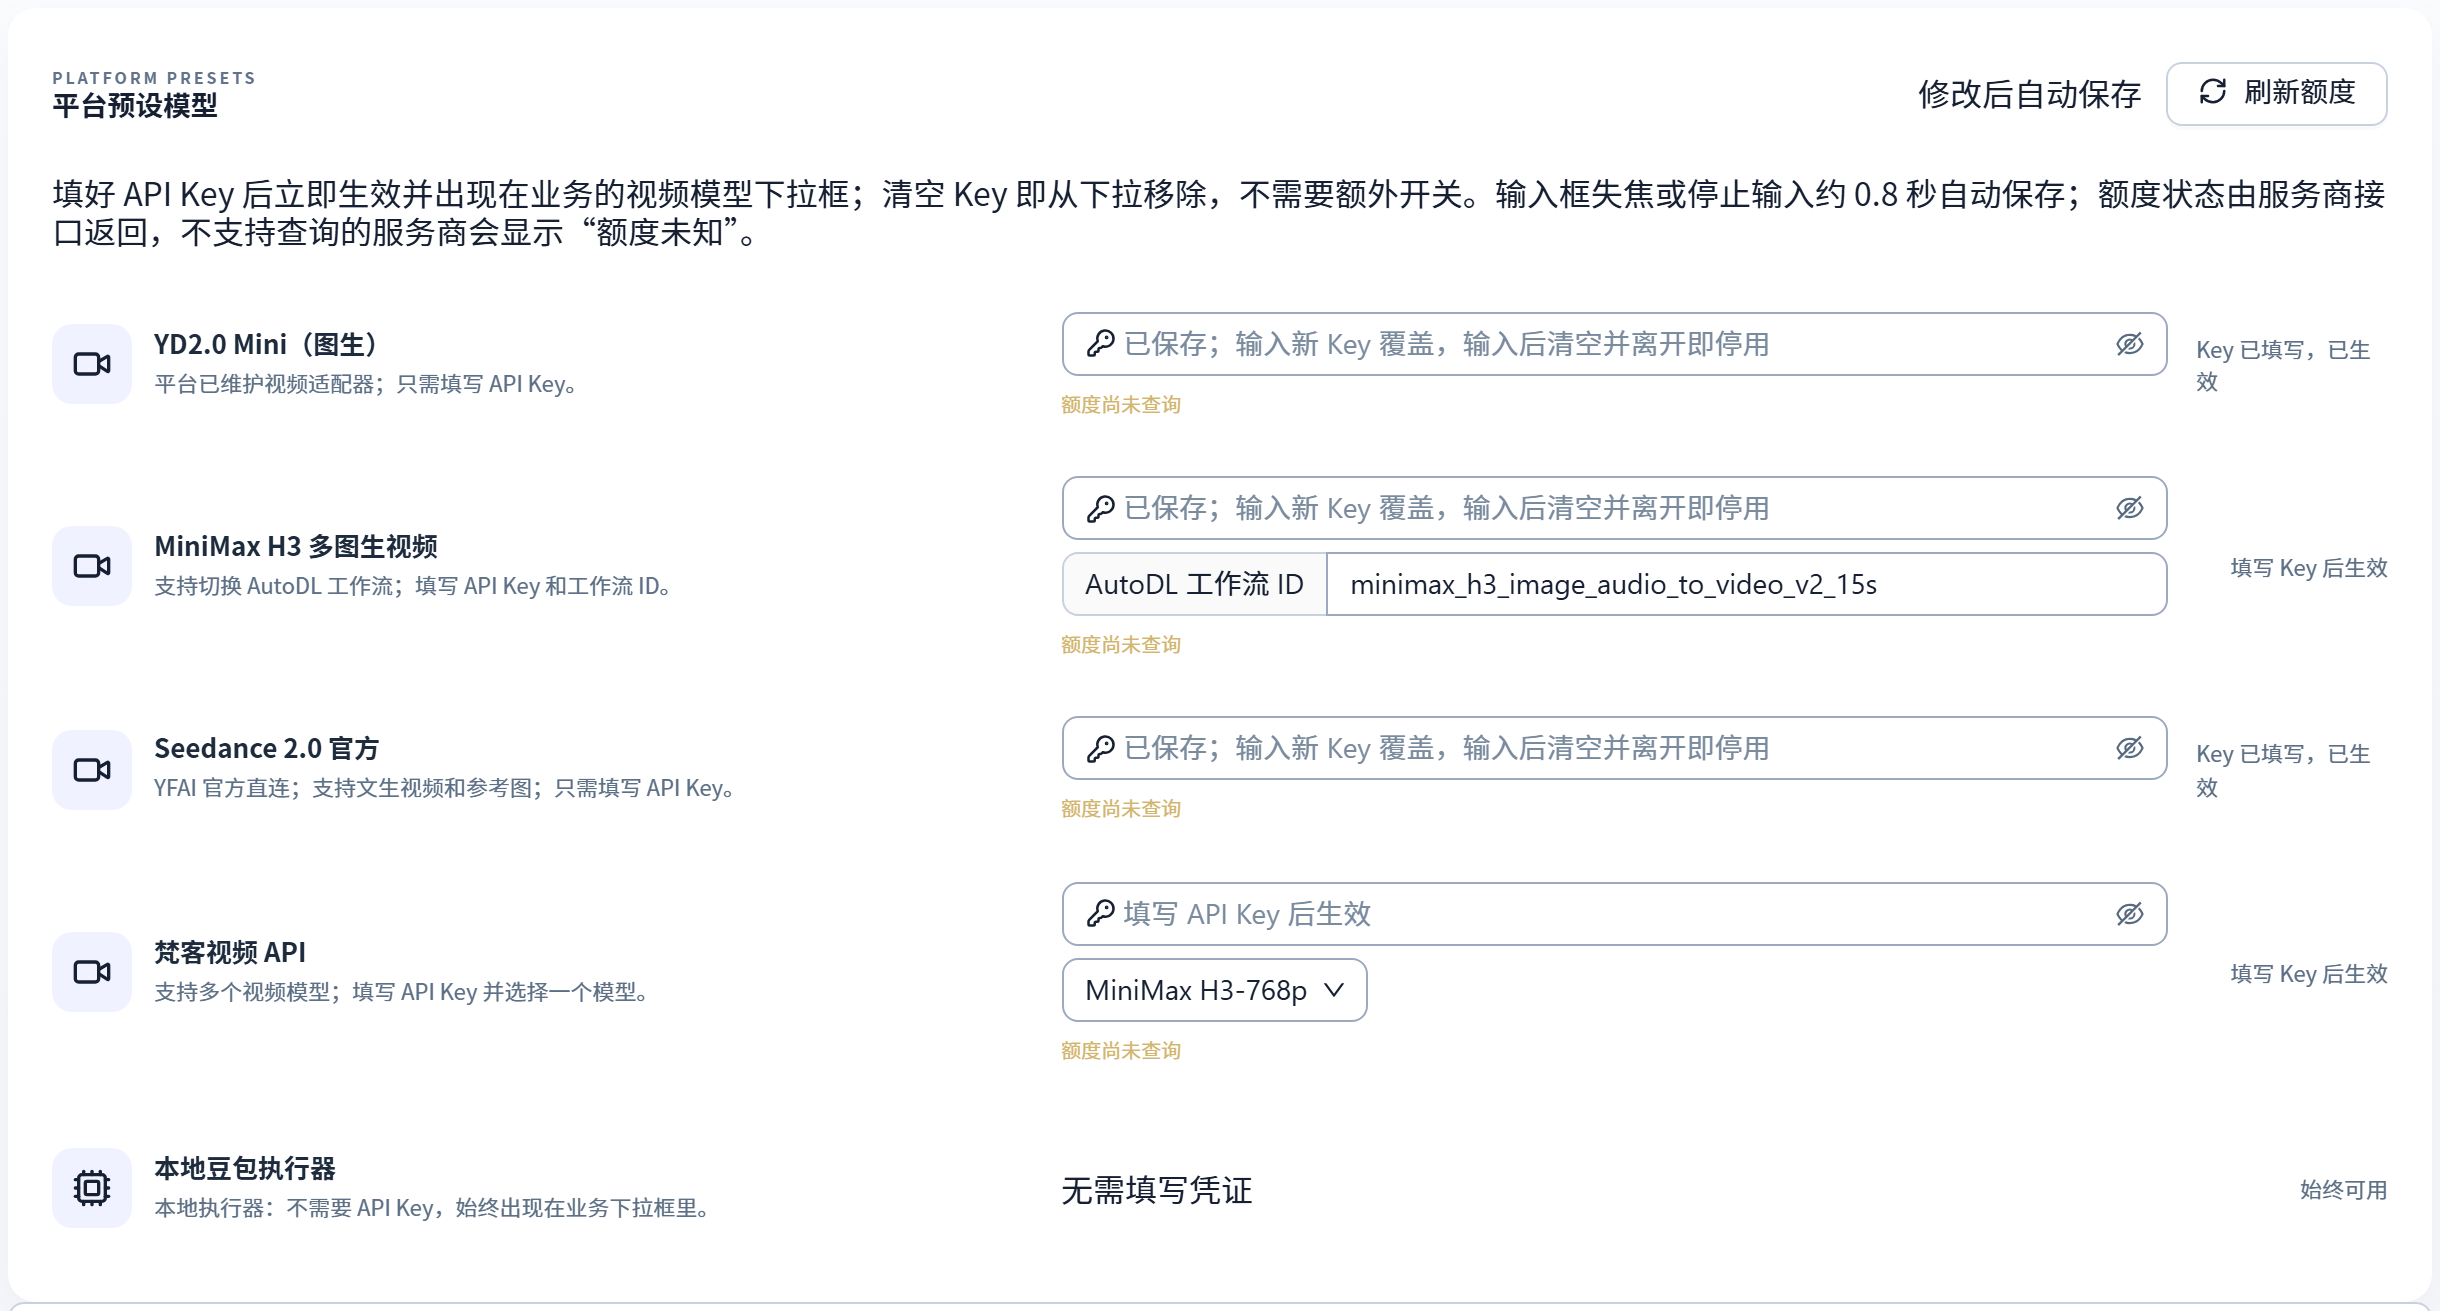 PLATFORM PRESETS
平台预设模型
修改后自动保存
刷新额度
填好 API Key 后立即生效并出现在业务的视频模型下拉框；清空 Key 即从下拉移除，不需要额外开关。输入框失焦或停止输入约 0.8 秒自动保存；额度状态由服务商接
口返回，不支持查询的服务商会显示“额度未知”。
YD2.0 Mini（图生）
平台已维护视频适配器；只需填写 API Key。
已保存；输入新 Key 覆盖，输入后清空并离开即停用
额度尚未查询
Key 已填写，已生
效
MiniMax H3 多图生视频
支持切换 AutoDL 工作流；填写 API Key 和工作流 ID。
已保存；输入新 Key 覆盖，输入后清空并离开即停用
AutoDL 工作流 ID
minimax_h3_image_audio_to_video_v2_15s
额度尚未查询
填写 Key 后生效
Seedance 2.0 官方
YFAI 官方直连；支持文生视频和参考图；只需填写 API Key。
已保存；输入新 Key 覆盖，输入后清空并离开即停用
额度尚未查询
Key 已填写，已生
效
梵客视频 API
支持多个视频模型；填写 API Key 并选择一个模型。
填写 API Key 后生效
MiniMax H3-768p
额度尚未查询
填写 Key 后生效
本地豆包执行器
本地执行器：不需要 API Key，始终出现在业务下拉框里。
无需填写凭证
始终可用